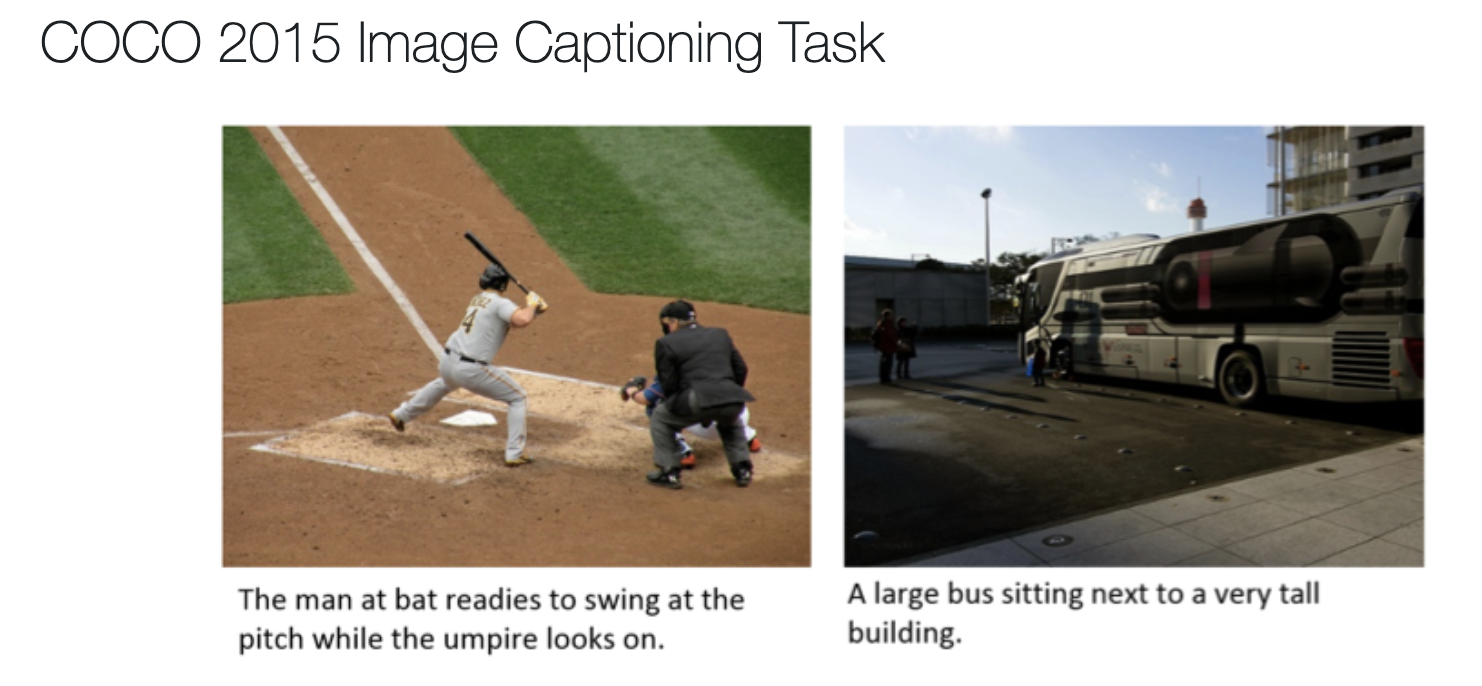 COCO 2015 Image Captioning Task
4
The man at bat readies to swing at the
pitch while the umpire looks on.
A large bus sitting next to a very tall
building.